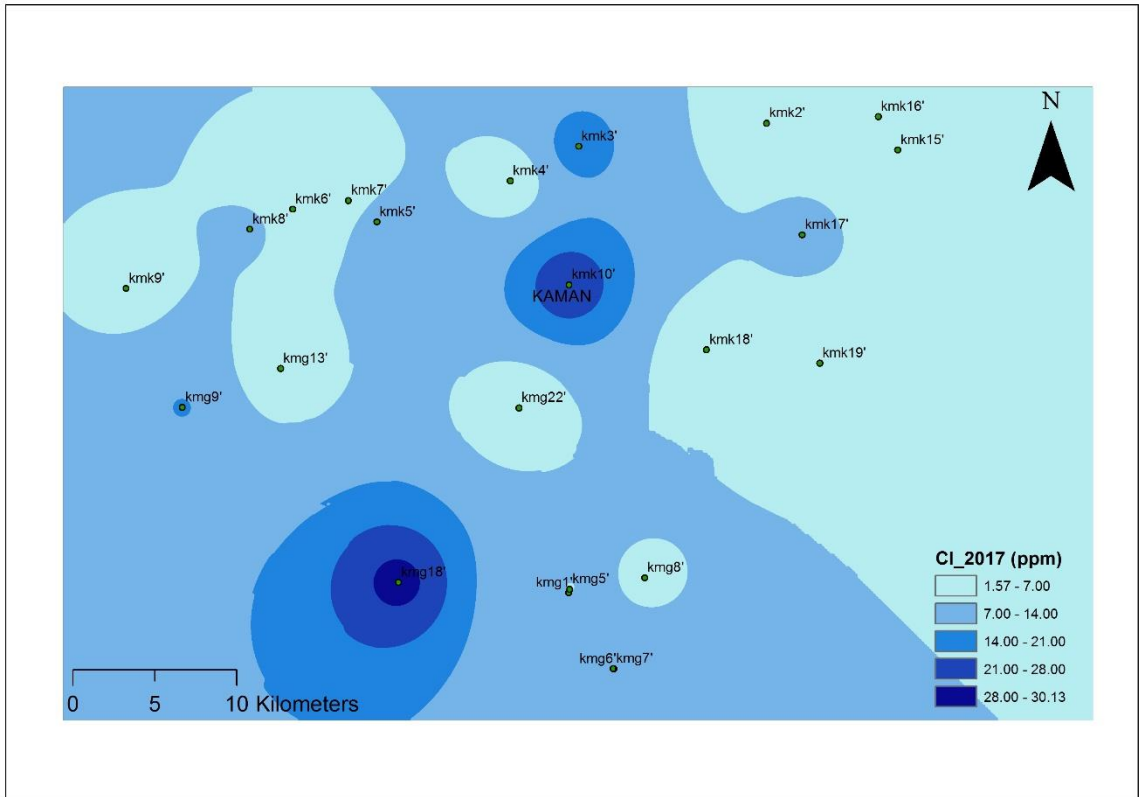 N
kmk2'
kmk16'
kmk3'
kmk15'
kmk4'
kmk7'
kmk6'
kmk5'
kmk8'
kmk17'
kmk9'
kmk10'
KAMAN
kmk18'
kmg13'
kmk19'
kmg9'
kmg22'
kmg18'
kmg1'
kmg5'
kmg8'
kmg6'
kmg7'
Cl_2017 (ppm)
1.57 - 7.00
7.00 - 14.00
14.00 - 21.00
21.00 - 28.00
28.00 - 30.13
0 5 10 Kilometers